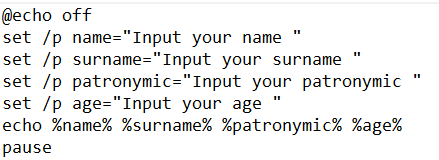 @echo off
set /p name="Input your name "
set /p surname="Input your surname "
set /p patronymic="Input your patronymic "
set /p age="Input your age "
echo %name% %surname% %patronymic% %age%
pause